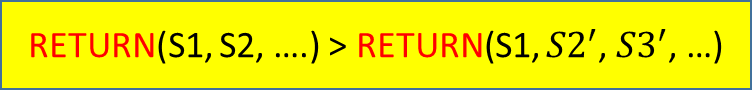 RETURN(S1, S2, ….) > RETURN(S1, S2′, S3′, …)